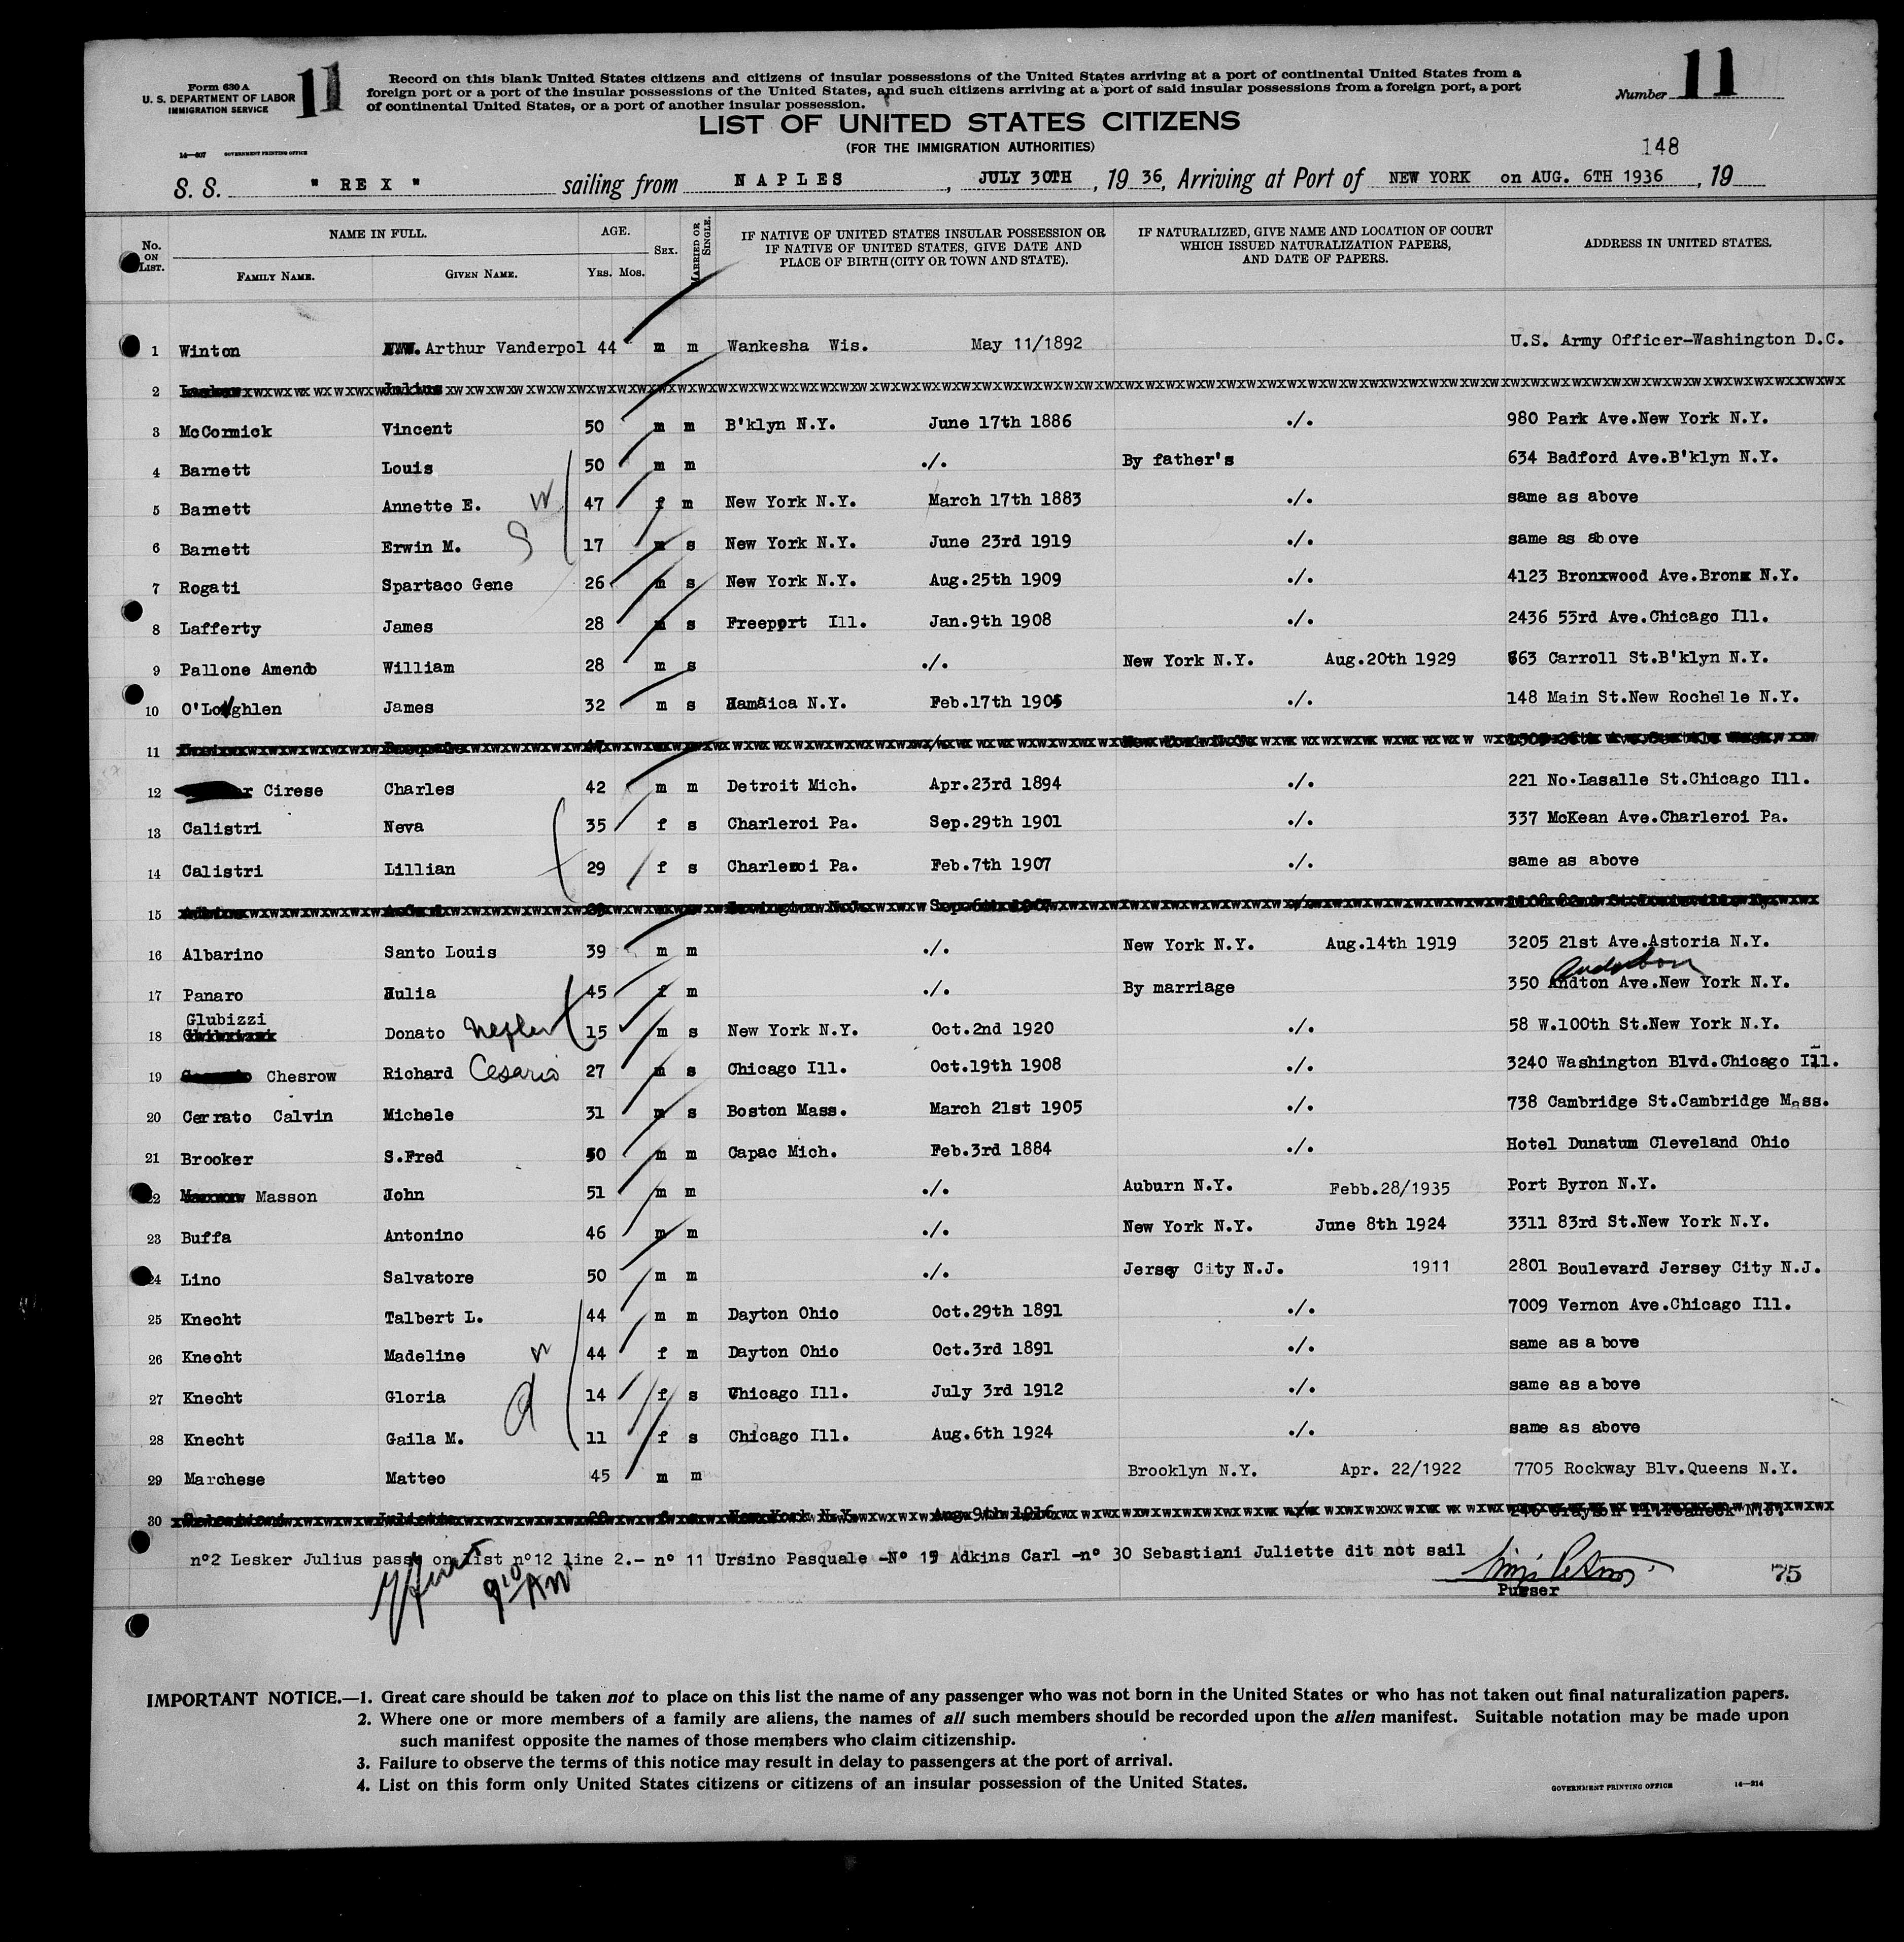 Form 630 A
U. S. DEPARTMENT OF LABOR
IMMIGRATION SERVICE
11
Record on this blank United States citizens and citizens of insular possessions of the United States arriving at a port of continental United States from a
foreign port or a port of the insular possessions of the United States, and such citizens arriving at a port of said insular possessions from a foreign port, a port
of continental United States, or a port of another insular possession.
Number 11
LIST OF UNITED STATES CITIZENS
(FOR THE IMMIGRATION AUTHORITIES)
148
14—607 GOVERNMENT PRINTING OFFICE
S. S. " REX " sailing from NAPLES, JULY 30TH, 19 36, Arriving at Port of NEW YORK on AUG. 6TH 1936, 19
No. ON LIST. NAME IN FULL. FAMILY NAME. GIVEN NAME. AGE. YRS. MOS. SEX. MARRIED OR SINGLE. IF NATIVE OF UNITED STATES INSULAR POSSESSION OR IF NATIVE OF UNITED STATES, GIVE DATE AND PLACE OF BIRTH (CITY OR TOWN AND STATE). IF NATURALIZED, GIVE NAME AND LOCATION OF COURT WHICH ISSUED NATURALIZATION PAPERS, AND DATE OF PAPERS. ADDRESS IN UNITED STATES.
1 Winton Arthur Vanderpol 44 m m Wankesha Wis. May 11/1892 U.S. Army Officer-Washington D.C.
2 Julius
3 McCormick Vincent 50 m m B'klyn N.Y. June 17th 1886 ./. 980 Park Ave.New York N.Y.
4 Barnett Louis 50 m m ./. By father's 634 Badford Ave.B'klyn N.Y.
5 Barnett Annette E. W 47 f m New York N.Y. March 17th 1883 ./. same as above
6 Barnett Erwin M. S 17 m s New York N.Y. June 23rd 1919 ./. same as above
7 Rogati Spartaco Gene 26 m s New York N.Y. Aug.25th 1909 ./. 4123 Bronxwood Ave.Bronx N.Y.
8 Lafferty James 28 m s Freeport Ill. Jan.9th 1908 ./. 2436 53rd Ave.Chicago Ill.
9 Pallone Amendo William 28 m s ./. New York N.Y. Aug.20th 1929 663 Carroll St.B'klyn N.Y.
10 O'Loughlen James 32 m s Jamaica N.Y. Feb.17th 1905 ./. 148 Main St.New Rochelle N.Y.
11
12 Cirese Charles 42 m m Detroit Mich. Apr.23rd 1894 ./. 221 No.Lasalle St.Chicago Ill.
13 Calistri Neva 35 f s Charleroi Pa. Sep.29th 1901 ./. 337 McKean Ave.Charleroi Pa.
14 Calistri Lillian 29 f s Charleroi Pa. Feb.7th 1907 ./. same as above
15
16 Albarino Santo Louis 39 m m ./. New York N.Y. Aug.14th 1919 3205 21st Ave.Astoria N.Y.
17 Panaro Hulia 45 f m ./. By marriage 350 Andton Ave.New York N.Y.
Audubon
Glubizzi
18 Donato Nephew 15 m s New York N.Y. Oct.2nd 1920 ./. 58 W.100th St.New York N.Y.
19 Chesrow Richard Cesario 27 m s Chicago Ill. Oct.19th 1908 ./. 3240 Washington Blvd.Chicago Ill.
20 Cerrato Calvin Michele 31 m s Boston Mass. March 21st 1905 ./. 738 Cambridge St.Cambridge Mass.
21 Brooker S.Fred 50 m m Capac Mich. Feb.3rd 1884 ./. Hotel Dunatum Cleveland Ohio
22 Masson John 51 m m ./. Auburn N.Y. Febb.28/1935 Port Byron N.Y.
23 Buffa Antonino 46 m m ./. New York N.Y. June 8th 1924 3311 83rd St.New York N.Y.
24 Lino Salvatore 50 m m ./. Jersey City N.J. 1911 2801 Boulevard Jersey City N.J.
25 Knecht Talbert L. 44 m m Dayton Ohio Oct.29th 1891 ./. 7009 Vernon Ave.Chicago Ill.
26 Knecht Madeline W 44 f m Dayton Ohio Oct.3rd 1891 ./. same as above
27 Knecht Gloria d 14 f s Chicago Ill. July 3rd 1912 ./. same as above
28 Knecht Gaila M. 11 f s Chicago Ill. Aug.6th 1924 ./. same as above
29 Marchese Matteo 45 m m Brooklyn N.Y. Apr. 22/1922 7705 Rockway Blv.Queens N.Y.
30 Sebastiani Juliette 20 f s New York N.Y. Aug.9th 1916
nº2 Lesker Julius pass, on list nº12 line 2.- nº 11 Ursino Pasquale -Nº 15 Adkins Carl -nº 30 Sebastiani Juliette dit not sail
Purser
75
IMPORTANT NOTICE.—1. Great care should be taken not to place on this list the name of any passenger who was not born in the United States or who has not taken out final naturalization papers.
2. Where one or more members of a family are aliens, the names of all such members should be recorded upon the alien manifest. Suitable notation may be made upon
such manifest opposite the names of those members who claim citizenship.
3. Failure to observe the terms of this notice may result in delay to passengers at the port of arrival.
4. List on this form only United States citizens or citizens of an insular possession of the United States.
GOVERNMENT PRINTING OFFICE 14—214